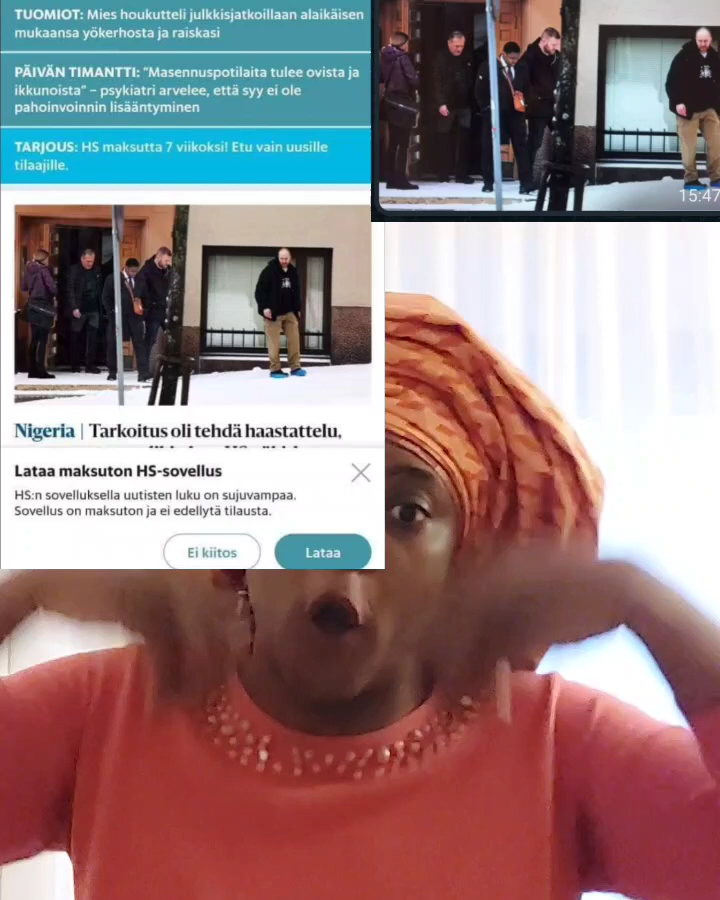 TUOMIOT: Mies houkutteli julkkisjatkoillaan alaikäisen
mukaansa yökerhosta ja raiskasi
PÄIVÄN TIMANTTI: ”Masennuspotilaita tulee ovista ja
ikkunoista” – psykiatri arvelee, että syy ei ole
pahoinvoinnin lisääntyminen
TARJOUS: HS maksutta 7 viikoksi! Etu vain uusille
tilaajille.
15:47
Nigeria | Tarkoitus oli tehdä haastattelu,
Lataa maksuton HS-sovellus
HS:n sovelluksella uutisten luku on sujuvampaa.
Sovellus on maksuton ja ei edellytä tilausta.
Ei kiitos
Lataa